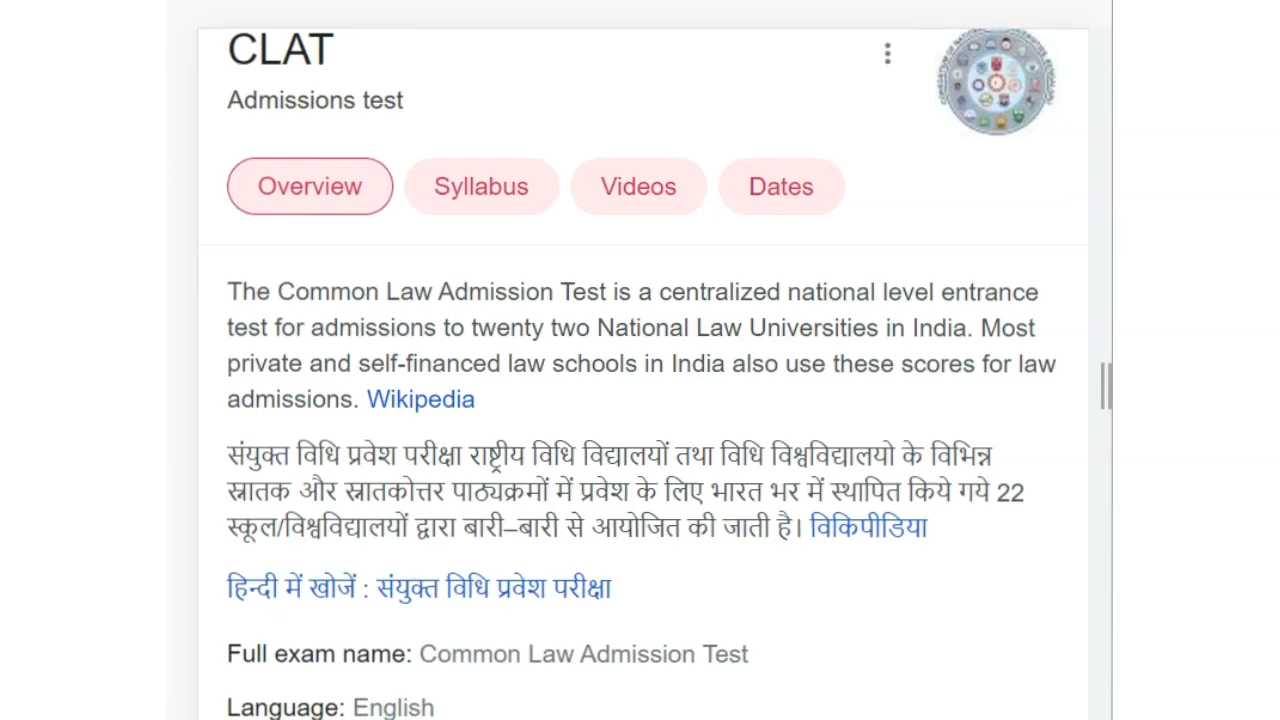 CLAT
Admissions test
Overview
Syllabus
Videos
Dates
The Common Law Admission Test is a centralized national level entrance
test for admissions to twenty two National Law Universities in India. Most
private and self-financed law schools in India also use these scores for law
admissions. Wikipedia
संयुक्त विधि प्रवेश परीक्षा राष्ट्रीय विधि विद्यालयों तथा विधि विश्वविद्यालयो के विभिन्न
स्नातक और स्नातकोत्तर पाठ्यक्रमों में प्रवेश के लिए भारत भर में स्थापित किये गये 22
स्कूल/विश्वविद्यालयों द्वारा बारी–बारी से आयोजित की जाती है। विकिपीडिया
हिन्दी में खोजें : संयुक्त विधि प्रवेश परीक्षा
Full exam name: Common Law Admission Test
Language: English